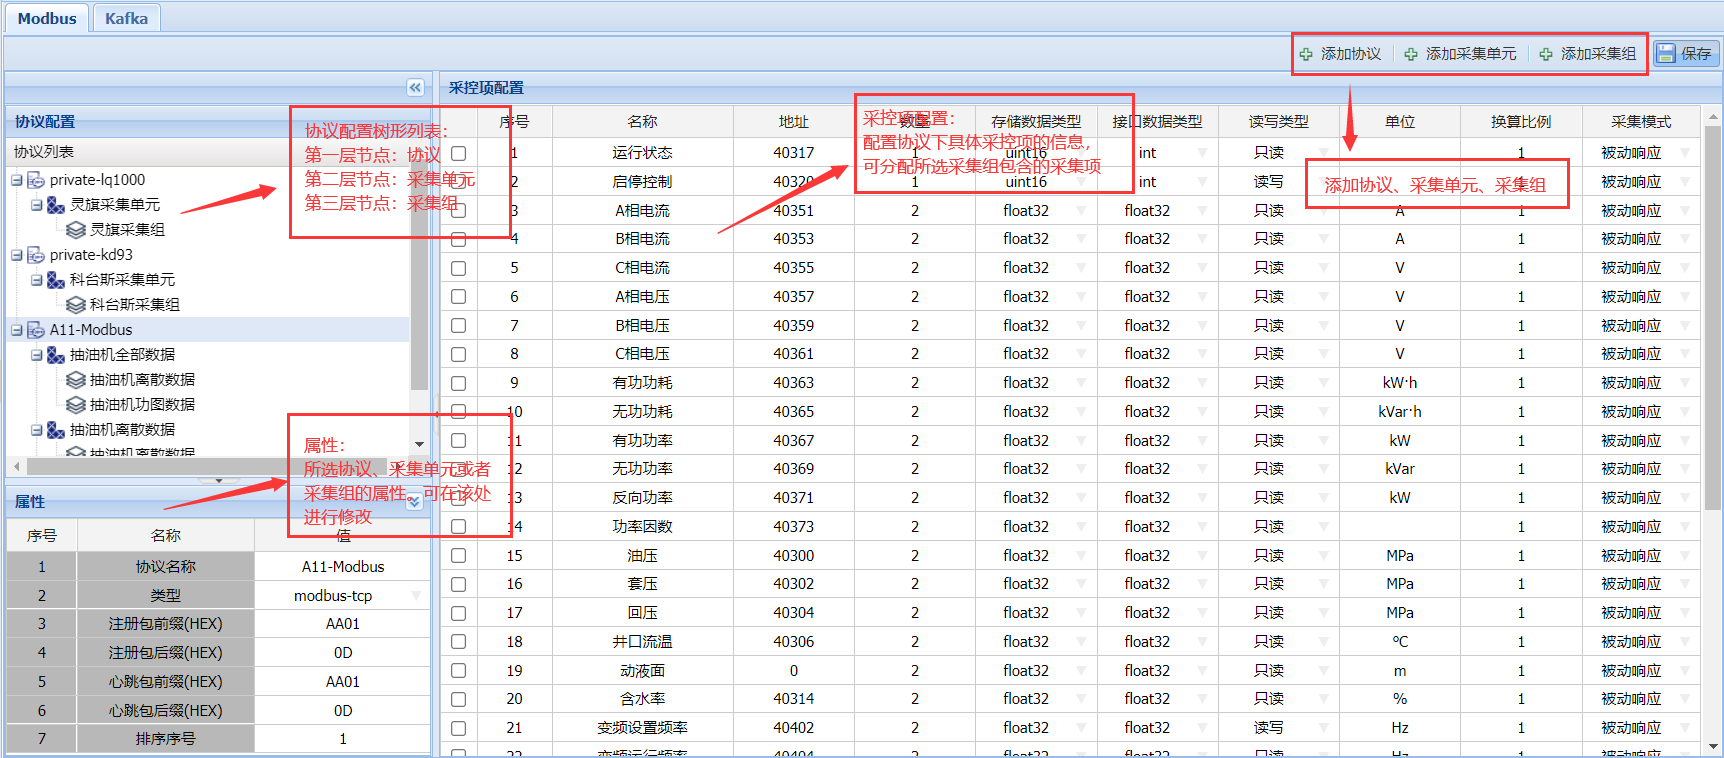 Modbus Kafka
添加协议 添加采集单元 添加采集组 保存
协议配置
协议列表
private-lq1000
灵旗采集单元
灵旗采集组
private-kd93
科台斯采集单元
科台斯采集组
A11-Modbus
抽油机全部数据
抽油机离散数据
抽油机功图数据
抽油机离散数据
抽油机离散数据
协议配置树形列表：
第一层节点：协议
第二层节点：采集单元
第三层节点：采集组
属性：
所选协议、采集单元或者
采集组的属性，可在该处
进行修改
属性
序号 名称 值
1 协议名称 A11-Modbus
2 类型 modbus-tcp
3 注册包前缀(HEX) AA01
4 注册包后缀(HEX) 0D
5 心跳包前缀(HEX) AA01
6 心跳包后缀(HEX) 0D
7 排序序号 1
采控项配置
采控项配置：
配置协议下具体采控项的信息，
可分配所选采集组包含的采集项
添加协议、采集单元、采集组
序号 名称 地址 数量 存储数据类型 接口数据类型 读写类型 单位 换算比例 采集模式
1 运行状态 40317 1 uint16 int 只读 1 被动响应
2 启停控制 40320 1 uint16 int 读写 1 被动响应
3 A相电流 40351 2 float32 float32 只读 A 1 被动响应
4 B相电流 40353 2 float32 float32 只读 A 1 被动响应
5 C相电流 40355 2 float32 float32 只读 V 1 被动响应
6 A相电压 40357 2 float32 float32 只读 V 1 被动响应
7 B相电压 40359 2 float32 float32 只读 V 1 被动响应
8 C相电压 40361 2 float32 float32 只读 V 1 被动响应
9 有功功耗 40363 2 float32 float32 只读 kW·h 1 被动响应
10 无功功耗 40365 2 float32 float32 只读 kVar·h 1 被动响应
11 有功功率 40367 2 float32 float32 只读 kW 1 被动响应
12 无功功率 40369 2 float32 float32 只读 kVar 1 被动响应
13 反向功率 40371 2 float32 float32 只读 kW 1 被动响应
14 功率因数 40373 2 float32 float32 只读 1 被动响应
15 油压 40300 2 float32 float32 只读 MPa 1 被动响应
16 套压 40302 2 float32 float32 只读 MPa 1 被动响应
17 回压 40304 2 float32 float32 只读 MPa 1 被动响应
18 井口流温 40306 2 float32 float32 只读 ℃ 1 被动响应
19 动液面 0 2 float32 float32 只读 m 1 被动响应
20 含水率 40314 2 float32 float32 只读 % 1 被动响应
21 变频设置频率 40402 2 float32 float32 读写 Hz 1 被动响应
22 变频运行频率 40404 2 float32 float32 只读 Hz 1 被动响应